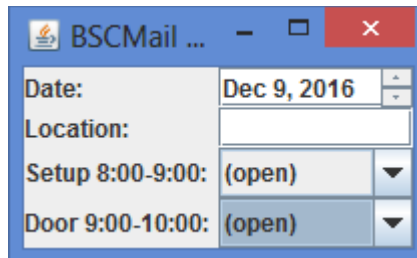 BSCMail ...
Date: Dec 9, 2016
Location:
Setup 8:00-9:00: (open)
Door 9:00-10:00: (open)